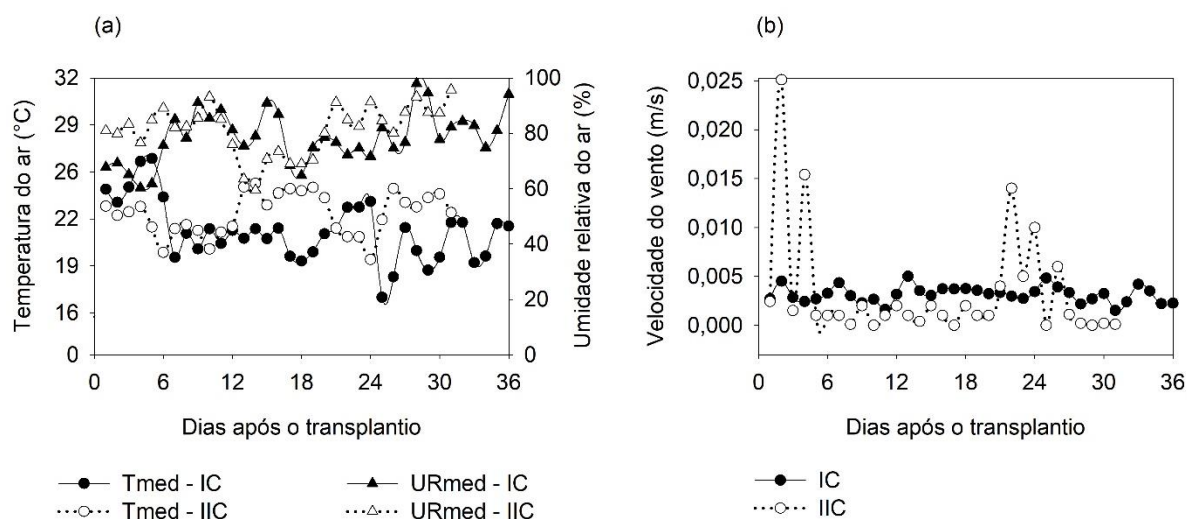 (a)
(b)
Temperatura do ar (°C)
32
29
26
22
19
16
0
Umidade relativa do ar (%)
100
80
60
40
20
0
0 6 12 18 24 30 36
Dias após o transplantio
Tmed - IC
Tmed - IIC
URmed - IC
URmed - IIC
Velocidade do vento (m/s)
0,025
0,020
0,015
0,010
0,005
0,000
0 6 12 18 24 30 36
Dias após o transplantio
IC
IIC